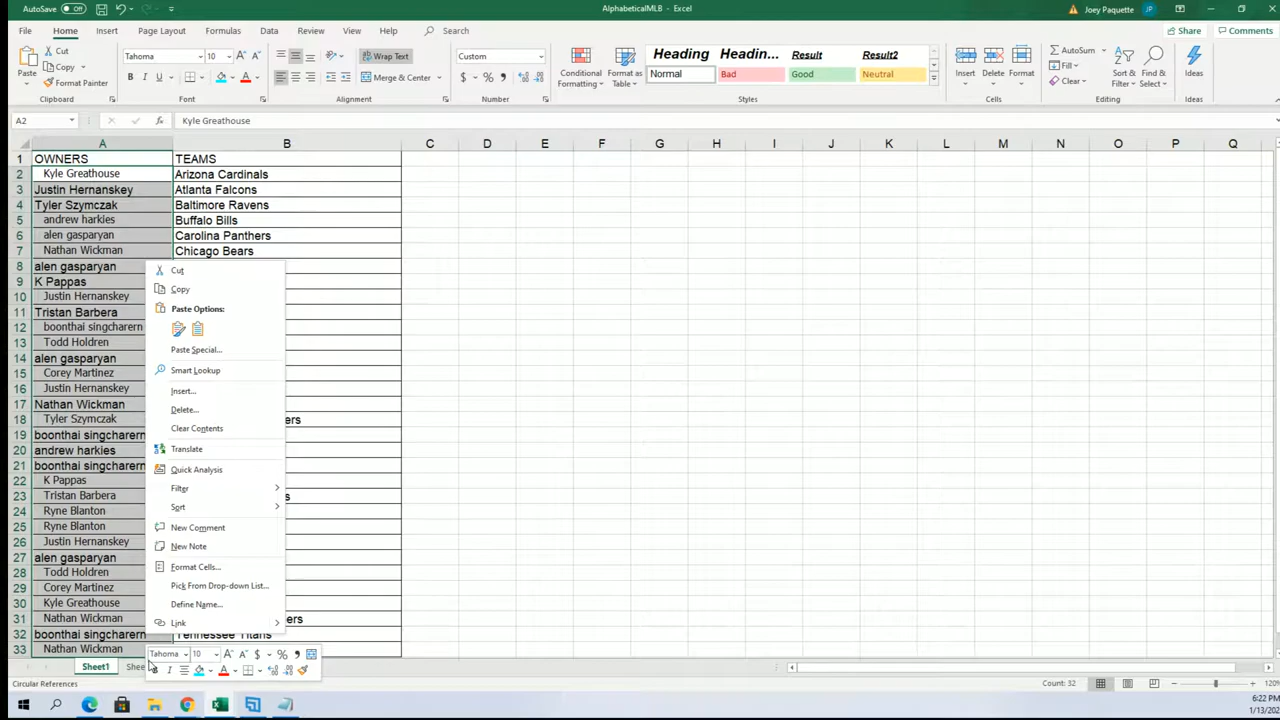 AutoSave Off AlphabeticalMLB - Excel Joey Paquette JP
File Home Insert Page Layout Formulas Data Review View Help Search Share Comments
Cut
Copy
Format Painter
Paste
Clipboard
Tahoma 10
B I U
Font
Wrap Text
Merge & Center
Alignment
Custom
$ % ,
Number
Conditional Formatting
Format as Table
Heading Headin... Result Result2
Normal Bad Good Neutral
Styles
Insert Delete Format
Cells
AutoSum
Fill
Clear
Sort & Filter
Find & Select
Editing
Ideas
Ideas
A2 fx Kyle Greathouse
A B C D E F G H I J K L M N O P Q
1 OWNERS TEAMS
2 Kyle Greathouse Arizona Cardinals
3 Justin Hernanskey Atlanta Falcons
4 Tyler Szymczak Baltimore Ravens
5 andrew harkies Buffalo Bills
6 alen gasparyan Carolina Panthers
7 Nathan Wickman Chicago Bears
8 alen gasparyan
9 K Pappas
10 Justin Hernanskey
11 Tristan Barbera
12 boonthai singcharern
13 Todd Holdren
14 alen gasparyan
15 Corey Martinez
16 Justin Hernanskey
17 Nathan Wickman
18 Tyler Szymczak ers
19 boonthai singcharern
20 andrew harkies
21 boonthai singcharern
22 K Pappas
23 Tristan Barbera s
24 Ryne Blanton
25 Ryne Blanton
26 Justin Hernanskey
27 alen gasparyan
28 Todd Holdren
29 Corey Martinez
30 Kyle Greathouse
31 Nathan Wickman ers
32 boonthai singcharern Tennessee Titans
33 Nathan Wickman
Cut
Copy
Paste Options:
Paste Special...
Smart Lookup
Insert...
Delete...
Clear Contents
Translate
Quick Analysis
Filter
Sort
New Comment
New Note
Format Cells...
Pick From Drop-down List...
Define Name...
Link
Tahoma 10 A A $ % ,
B I A
Sheet1 Shee
Circular References Count: 32 120%
6:22 PM
1/13/202